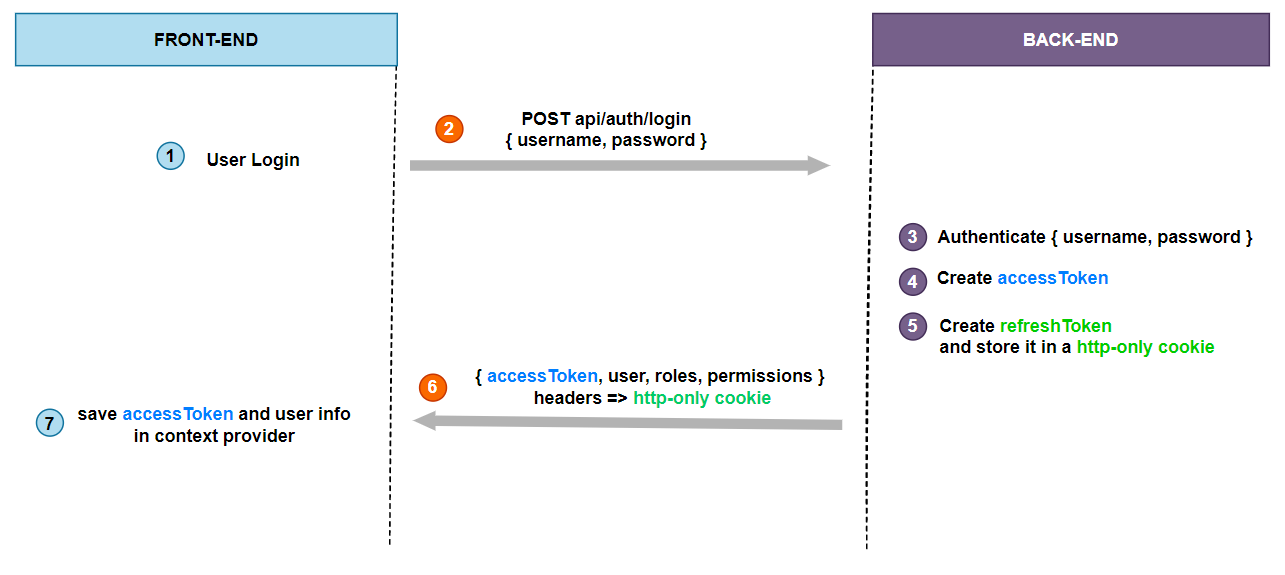 FRONT-END
BACK-END
1 User Login
2 POST api/auth/login
{ username, password }
3 Authenticate { username, password }
4 Create accessToken
5 Create refreshToken
and store it in a http-only cookie
6 { accessToken, user, roles, permissions }
headers => http-only cookie
7 save accessToken and user info
in context provider